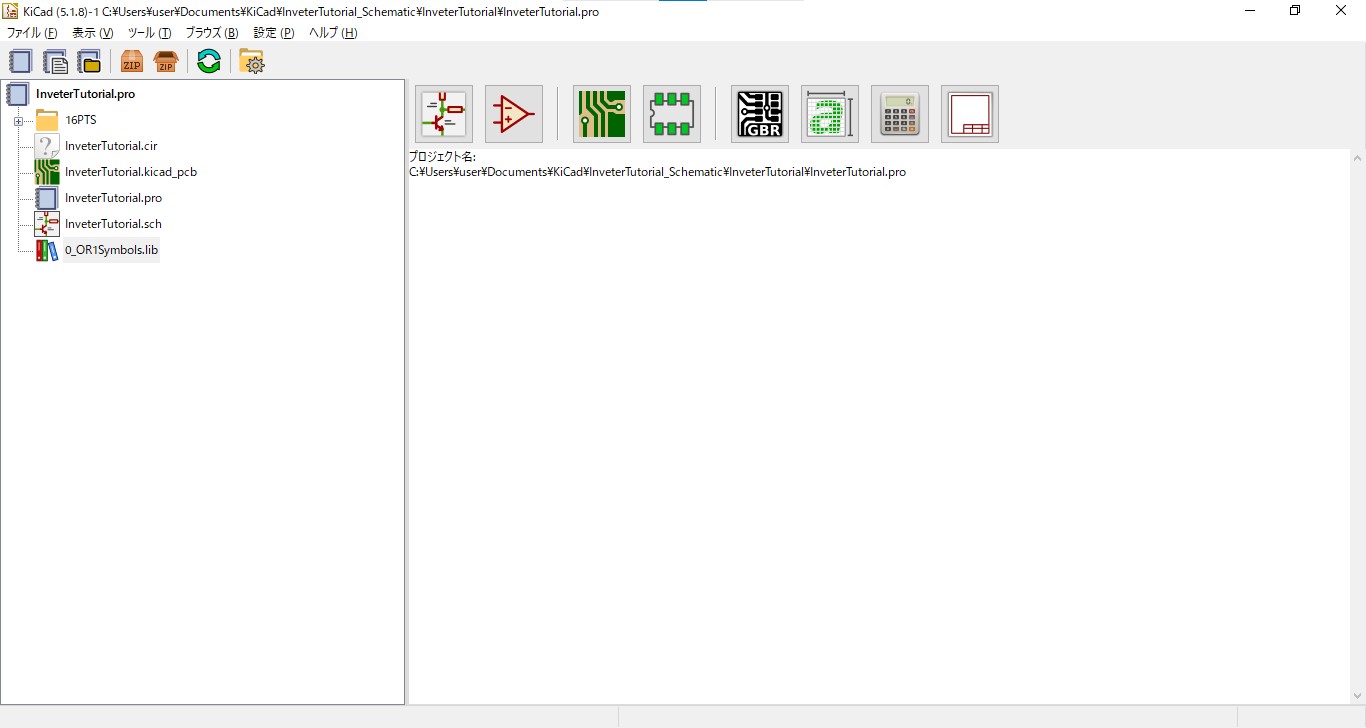 KiCad (5.1.8)-1 C:¥Users¥user¥Documents¥KiCad¥InveterTutorial_Schematic¥InveterTutorial¥InveterTutorial.pro
ファイル (F) 表示 (V) ツール (T) ブラウズ (B) 設定 (P) ヘルプ (H)
ZIP ZIP
InveterTutorial.pro
16PTS
InveterTutorial.cir
InveterTutorial.kicad_pcb
InveterTutorial.pro
InveterTutorial.sch
0_OR1Symbols.lib
GBR a 0.
プロジェクト名:
C:¥Users¥user¥Documents¥KiCad¥InveterTutorial_Schematic¥InveterTutorial¥InveterTutorial.pro